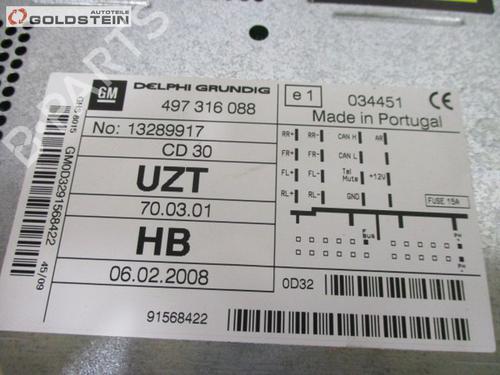 AUTOTEILE
GOLDSTEIN
B-PARTS
GM DELPHI GRUNDIG
497 316 088
e1 034451 CE
Made in Portugal
No: 13289917
CD 30
UZT
70.03.01
HB
06.02.2008
91568422
GM0D3291568422
45/09
RR+ RR- CAN H AR
FR+ FR- CAN L
FL+ FL- Tel Mute +12V
RL+ RL- GND
FUSE 15A
0D32